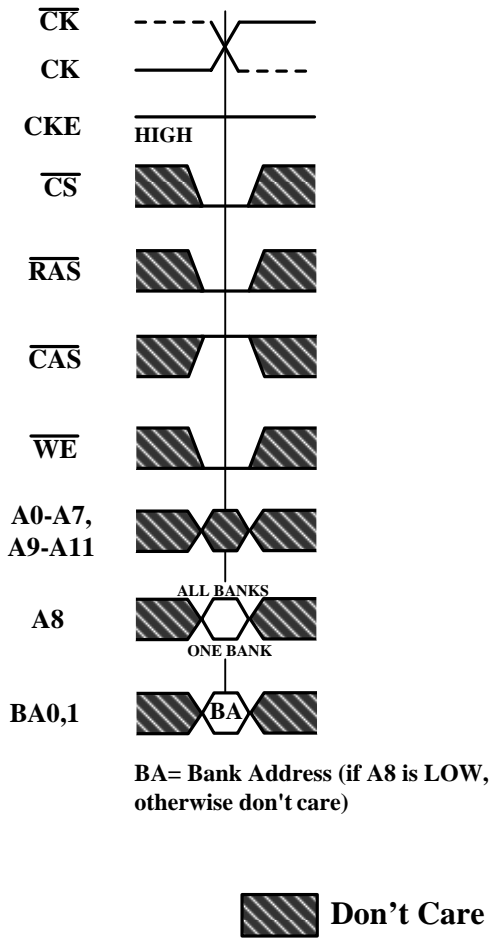 CK
CK
CKE
HIGH
CS
RAS
CAS
WE
A0-A7,
A9-A11
ALL BANKS
A8
ONE BANK
BA0,1
BA
BA= Bank Address (if A8 is LOW,
otherwise don't care)
Don't Care